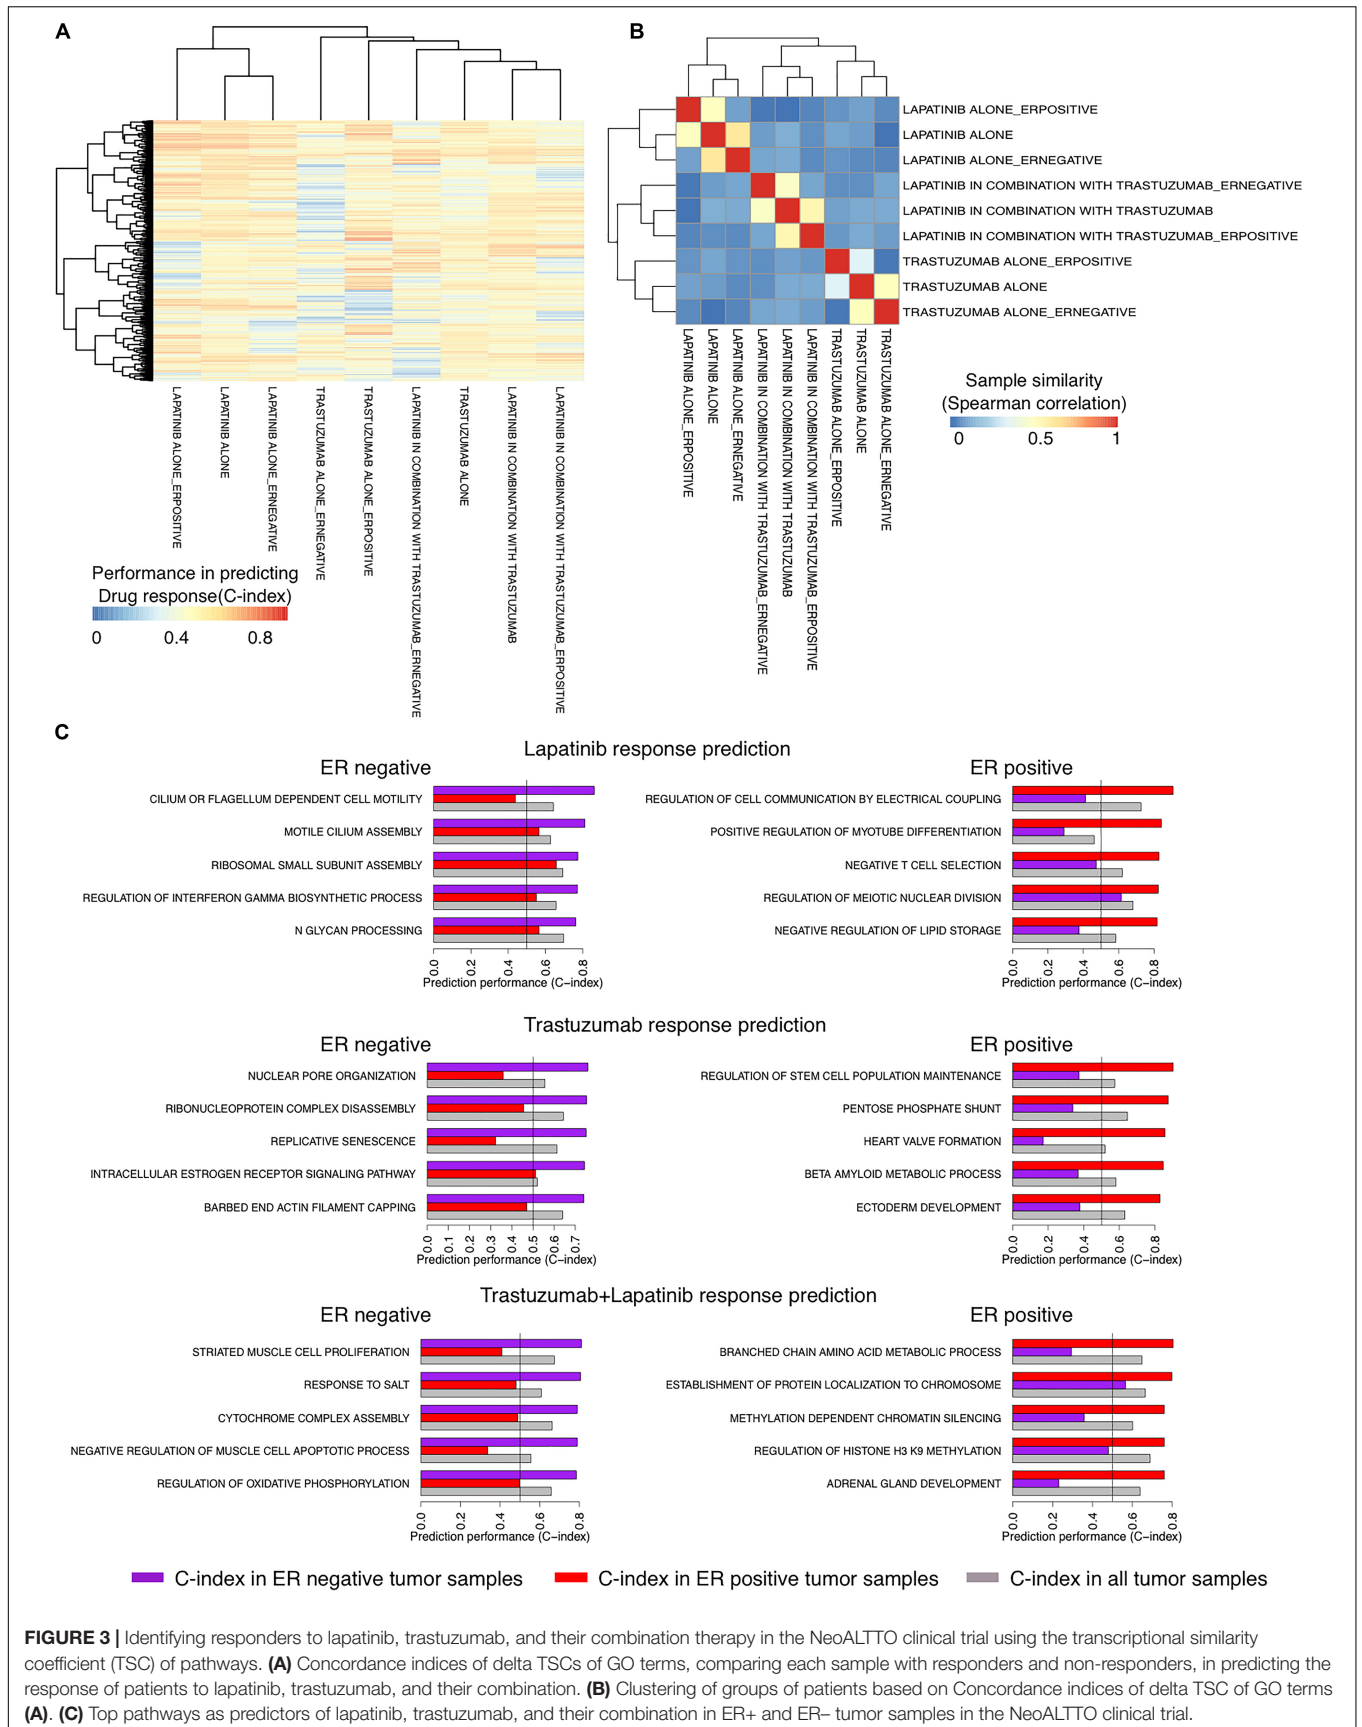 A
LAPATINIB ALONE_ERPOSITIVE
LAPATINIB ALONE
LAPATINIB ALONE_ERNEGATIVE
TRASTUZUMAB ALONE_ERNEGATIVE
TRASTUZUMAB ALONE_ERPOSITIVE
LAPATINIB IN COMBINATION WITH TRASTUZUMAB_ERNEGATIVE
TRASTUZUMAB ALONE
LAPATINIB IN COMBINATION WITH TRASTUZUMAB
LAPATINIB IN COMBINATION WITH TRASTUZUMAB_ERPOSITIVE
Performance in predicting
Drug response(C-index)
0 0.4 0.8
B
LAPATINIB ALONE_ERPOSITIVE
LAPATINIB ALONE
LAPATINIB ALONE_ERNEGATIVE
LAPATINIB IN COMBINATION WITH TRASTUZUMAB_ERNEGATIVE
LAPATINIB IN COMBINATION WITH TRASTUZUMAB
LAPATINIB IN COMBINATION WITH TRASTUZUMAB_ERPOSITIVE
TRASTUZUMAB ALONE_ERPOSITIVE
TRASTUZUMAB ALONE
TRASTUZUMAB ALONE_ERNEGATIVE
LAPATINIB ALONE_ERPOSITIVE
LAPATINIB ALONE
LAPATINIB ALONE_ERNEGATIVE
LAPATINIB IN COMBINATION WITH TRASTUZUMAB_ERNEGATIVE
LAPATINIB IN COMBINATION WITH TRASTUZUMAB
LAPATINIB IN COMBINATION WITH TRASTUZUMAB_ERPOSITIVE
TRASTUZUMAB ALONE_ERPOSITIVE
TRASTUZUMAB ALONE
TRASTUZUMAB ALONE_ERNEGATIVE
Sample similarity
(Spearman correlation)
0 0.5 1
C
Lapatinib response prediction
ER negative
CILIUM OR FLAGELLUM DEPENDENT CELL MOTILITY
MOTILE CILIUM ASSEMBLY
RIBOSOMAL SMALL SUBUNIT ASSEMBLY
REGULATION OF INTERFERON GAMMA BIOSYNTHETIC PROCESS
N GLYCAN PROCESSING
0.0 0.2 0.4 0.6 0.8
Prediction performance (C−index)
ER positive
REGULATION OF CELL COMMUNICATION BY ELECTRICAL COUPLING
POSITIVE REGULATION OF MYOTUBE DIFFERENTIATION
NEGATIVE T CELL SELECTION
REGULATION OF MEIOTIC NUCLEAR DIVISION
NEGATIVE REGULATION OF LIPID STORAGE
0.0 0.2 0.4 0.6 0.8
Prediction performance (C−index)
Trastuzumab response prediction
ER negative
NUCLEAR PORE ORGANIZATION
RIBONUCLEOPROTEIN COMPLEX DISASSEMBLY
REPLICATIVE SENESCENCE
INTRACELLULAR ESTROGEN RECEPTOR SIGNALING PATHWAY
BARBED END ACTIN FILAMENT CAPPING
0.0 0.1 0.2 0.3 0.4 0.5 0.6 0.7
Prediction performance (C−index)
ER positive
REGULATION OF STEM CELL POPULATION MAINTENANCE
PENTOSE PHOSPHATE SHUNT
HEART VALVE FORMATION
BETA AMYLOID METABOLIC PROCESS
ECTODERM DEVELOPMENT
0.0 0.2 0.4 0.6 0.8
Prediction performance (C−index)
Trastuzumab+Lapatinib response prediction
ER negative
STRIATED MUSCLE CELL PROLIFERATION
RESPONSE TO SALT
CYTOCHROME COMPLEX ASSEMBLY
NEGATIVE REGULATION OF MUSCLE CELL APOPTOTIC PROCESS
REGULATION OF OXIDATIVE PHOSPHORYLATION
0.0 0.2 0.4 0.6 0.8
Prediction performance (C−index)
ER positive
BRANCHED CHAIN AMINO ACID METABOLIC PROCESS
ESTABLISHMENT OF PROTEIN LOCALIZATION TO CHROMOSOME
METHYLATION DEPENDENT CHROMATIN SILENCING
REGULATION OF HISTONE H3 K9 METHYLATION
ADRENAL GLAND DEVELOPMENT
0.0 0.2 0.4 0.6 0.8
Prediction performance (C−index)
C-index in ER negative tumor samples C-index in ER positive tumor samples C-index in all tumor samples
FIGURE 3 | Identifying responders to lapatinib, trastuzumab, and their combination therapy in the NeoALTTO clinical trial using the transcriptional similarity
coefficient (TSC) of pathways. (A) Concordance indices of delta TSCs of GO terms, comparing each sample with responders and non-responders, in predicting the
response of patients to lapatinib, trastuzumab, and their combination. (B) Clustering of groups of patients based on Concordance indices of delta TSC of GO terms
(A). (C) Top pathways as predictors of lapatinib, trastuzumab, and their combination in ER+ and ER− tumor samples in the NeoALTTO clinical trial.